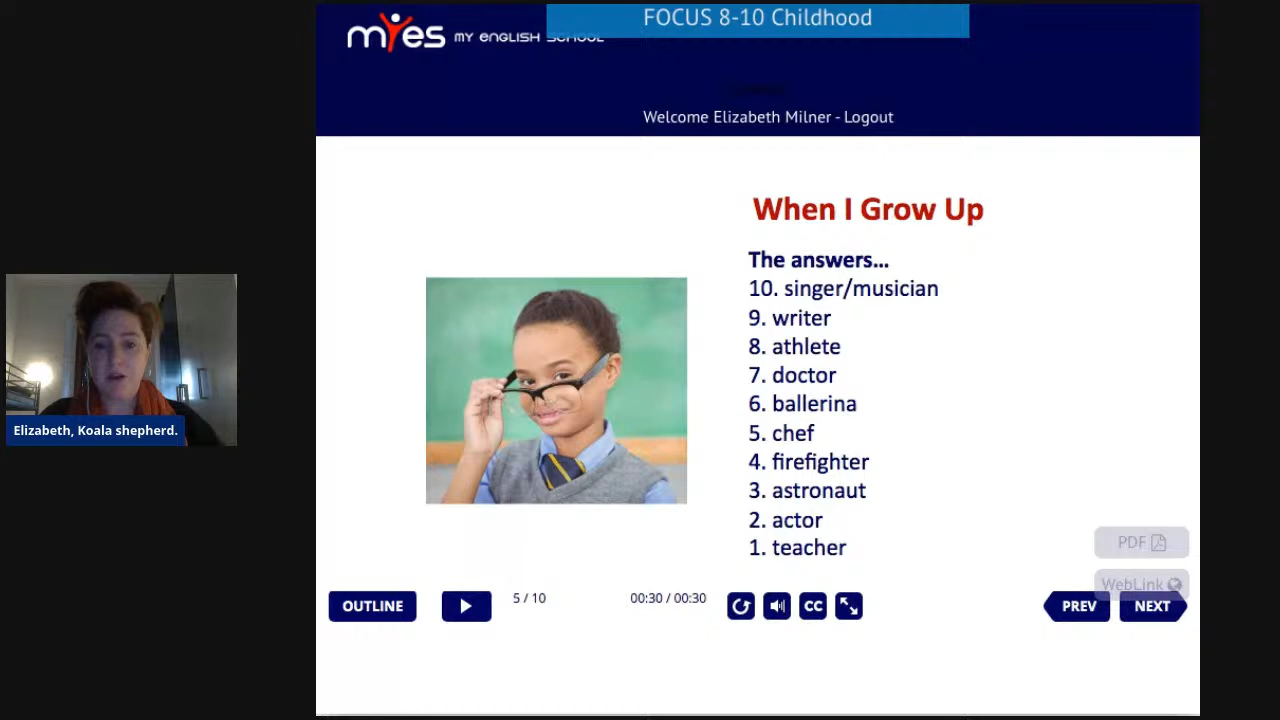 FOCUS 8-10 Childhood
myes MY ENGLISH SCHOOL
Welcome Elizabeth Milner - Logout
When I Grow Up
The answers...
10. singer/musician
9. writer
8. athlete
7. doctor
6. ballerina
5. chef
4. firefighter
3. astronaut
2. actor
1. teacher
Elizabeth, Koala shepherd.
PDF
WebLink
OUTLINE
5 / 10
00:30 / 00:30
CC
PREV
NEXT